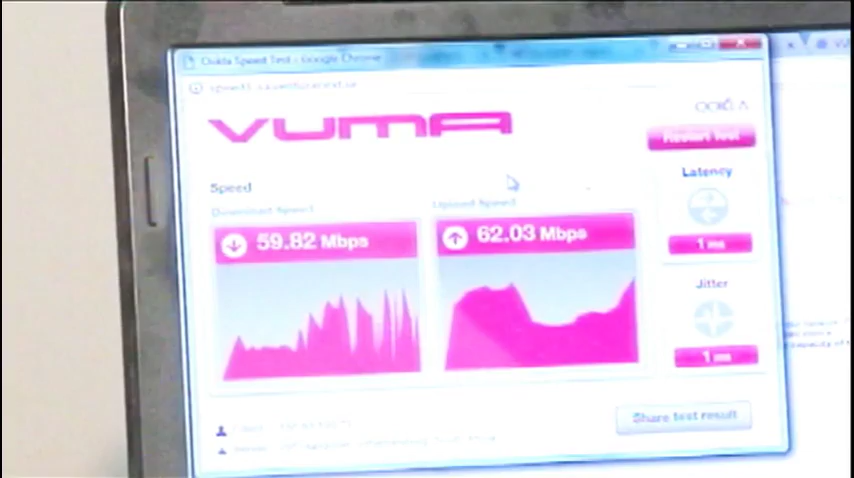 Ookla Speed Test - Google Chrome
VUMA
OOKLA
Restart test
Speed
Download Speed
Upload Speed
59.82 Mbps
62.03 Mbps
Latency
1 ms
Jitter
1 ms
Share test result